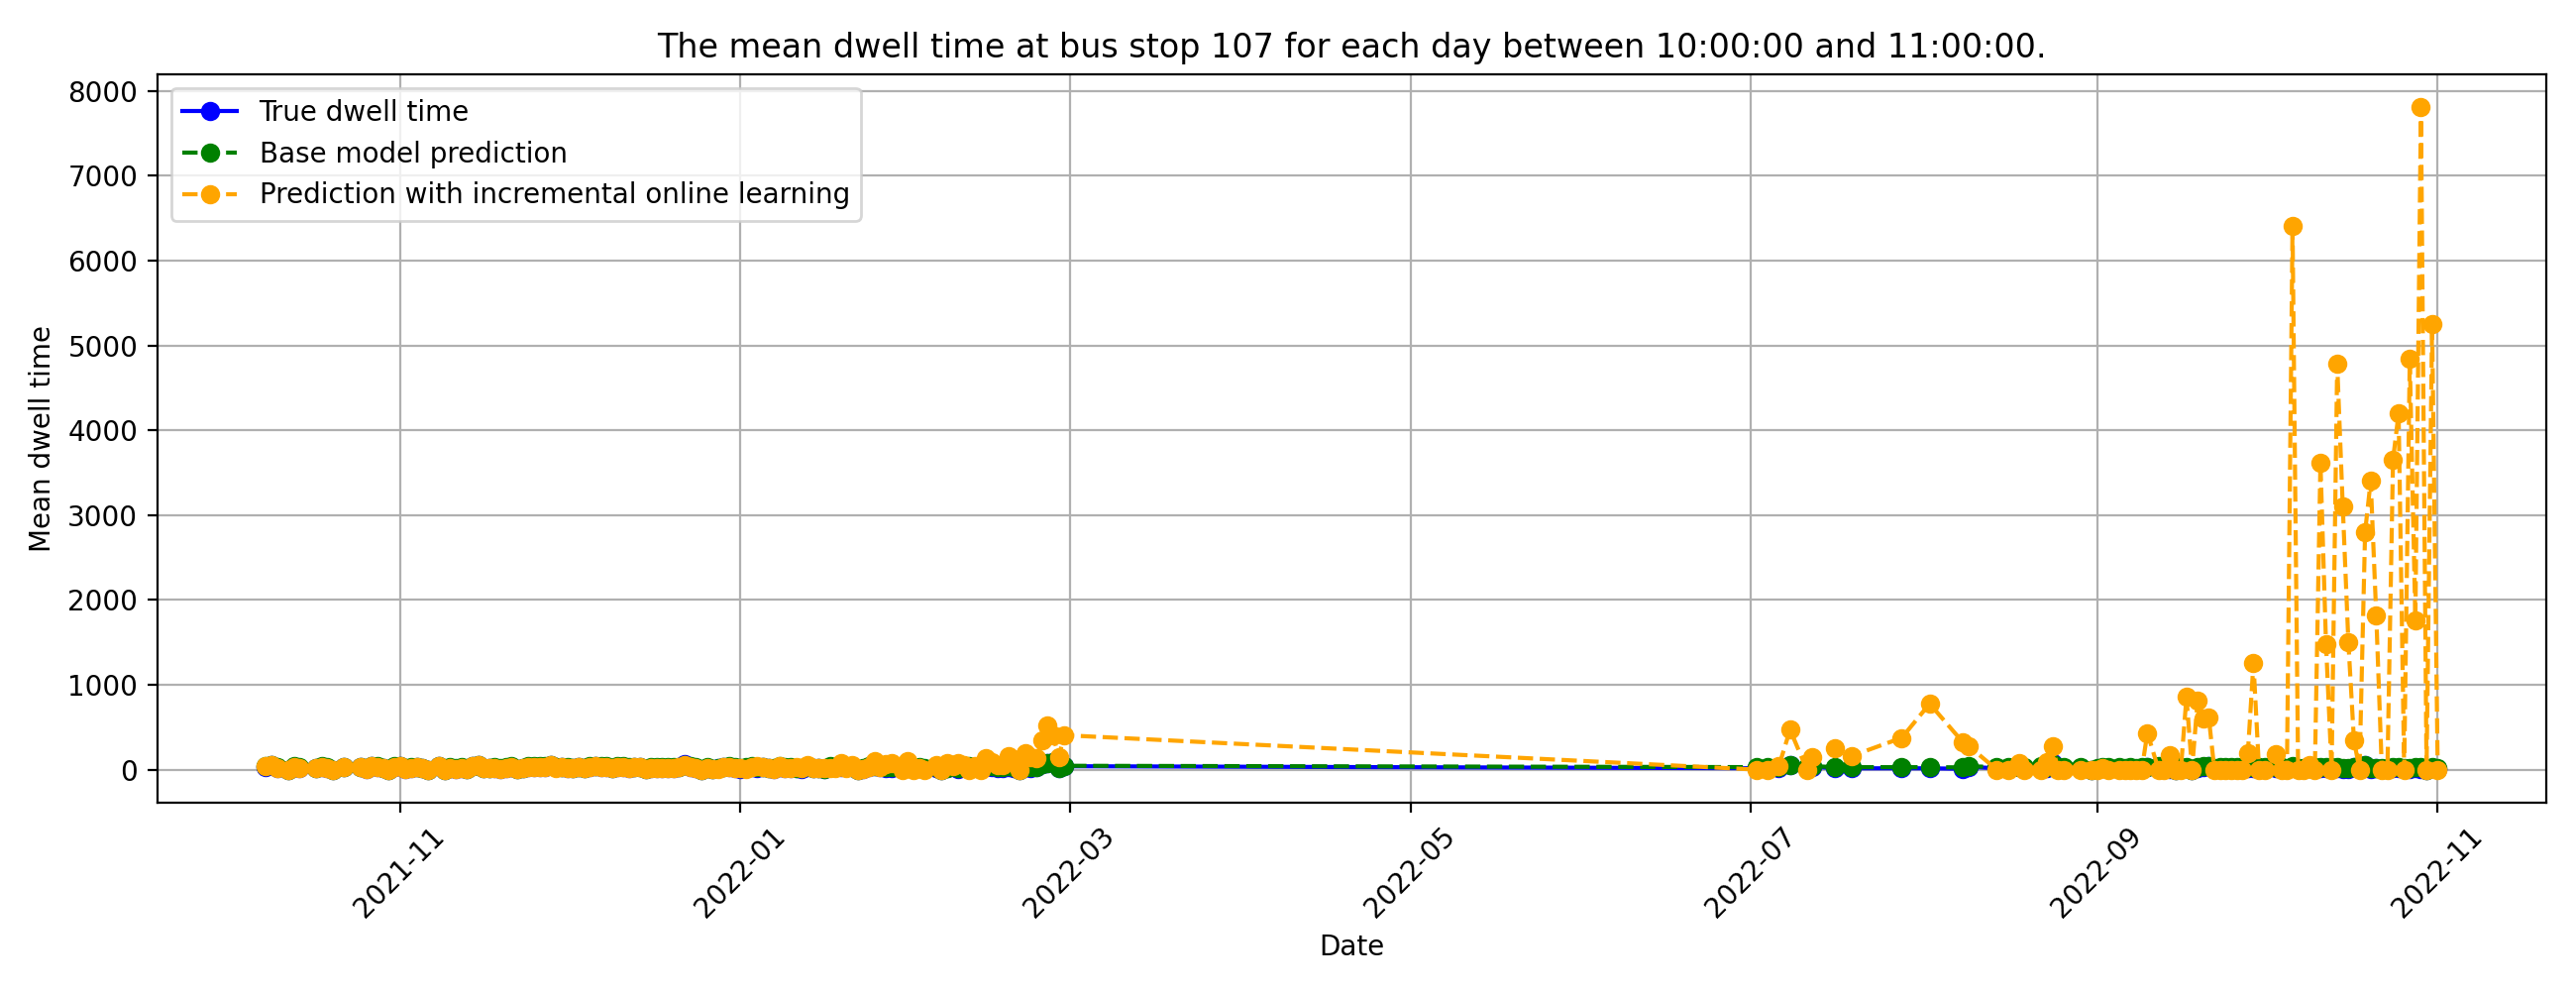 The mean dwell time at bus stop 107 for each day between 10:00:00 and 11:00:00.
True dwell time
Base model prediction
Prediction with incremental online learning
Mean dwell time
8000
7000
6000
5000
4000
3000
2000
1000
0
2021-11
2022-01
2022-03
2022-05
2022-07
2022-09
2022-11
Date